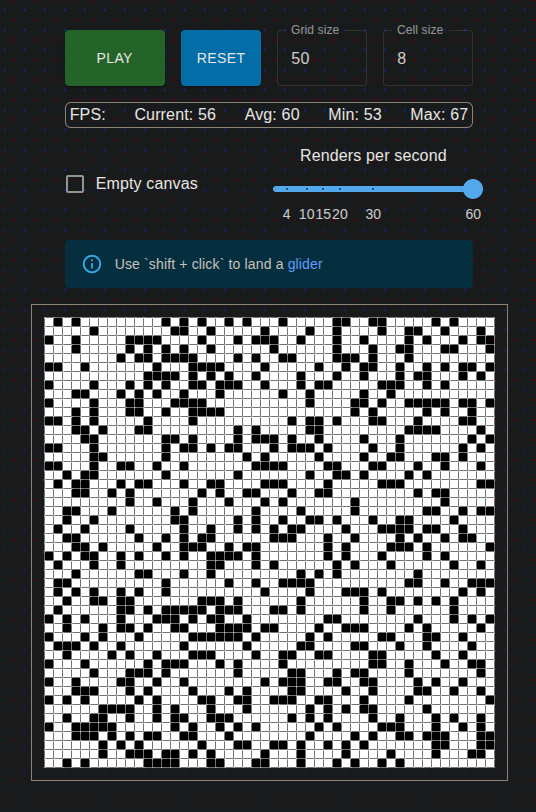 PLAY RESET Grid size 50 Cell size 8
FPS: Current: 56 Avg: 60 Min: 53 Max: 67
Renders per second
Empty canvas
4 10 15 20 30 60
Use `shift + click` to land a glider